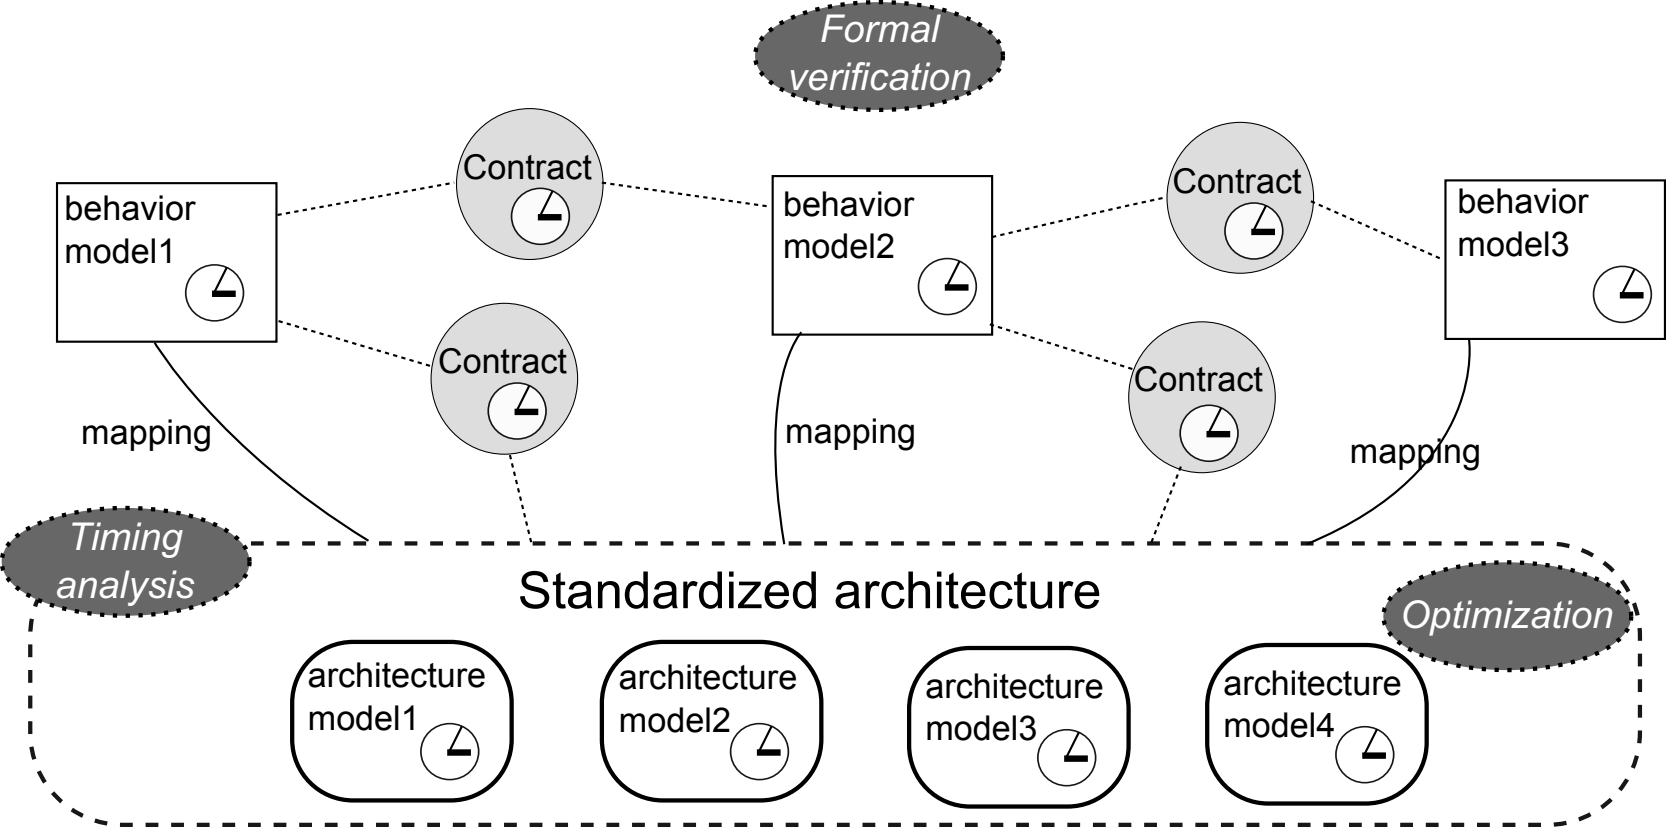 Formal
verification
Contract
Contract
behavior
model1
behavior
model2
behavior
model3
Contract
Contract
mapping
mapping
mapping
Timing
analysis
Standardized architecture
Optimization
architecture
model1
architecture
model2
architecture
model3
architecture
model4